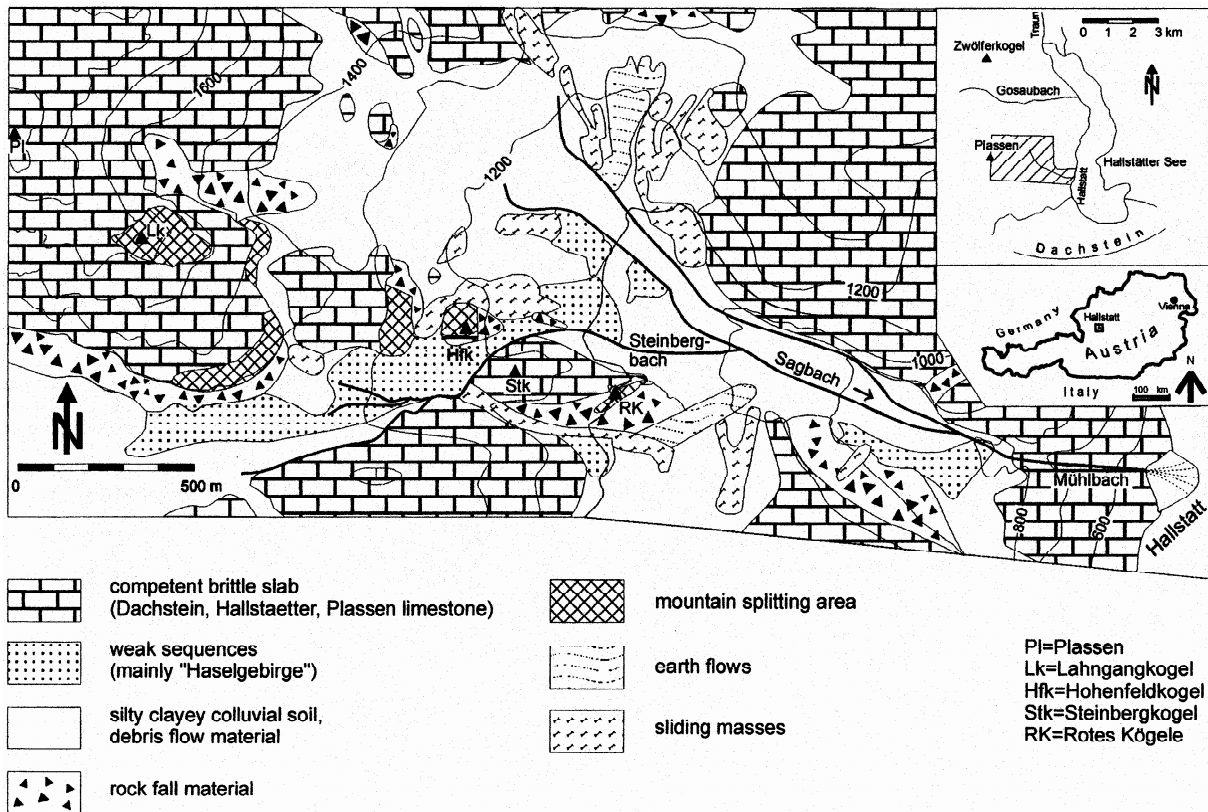 1600
1400
1200
Pl
Lk
Hfk
Stk
RK
Steinberg-
bach
Sagbach
1200
1000
Mühlbach
800
600
Hallstatt
N
0 500 m
0 1 2 3 km
Traun
Zwölferkogel
N
Gosaubach
Plassen
Hallstätter See
Hallstatt
Dachstein
Germany
Hallstatt
Vienna
Austria
Italy
100 km
N
competent brittle slab
(Dachstein, Hallstaetter, Plassen limestone)
weak sequences
(mainly "Haselgebirge")
silty clayey colluvial soil,
debris flow material
rock fall material
mountain splitting area
earth flows
sliding masses
Pl=Plassen
Lk=Lahngangkogel
Hfk=Hohenfeldkogel
Stk=Steinbergkogel
RK=Rotes Kögele